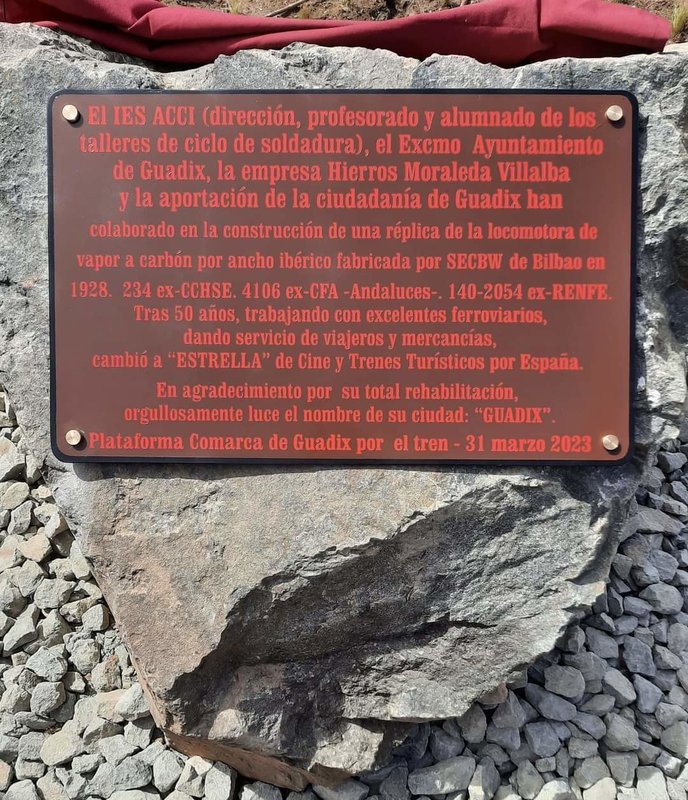 El IES ACCI (dirección, profesorado y alumnado de los
talleres de ciclo de soldadura), el Excmo Ayuntamiento
de Guadix, la empresa Hierros Moraleda Villalba
y la aportación de la ciudadanía de Guadix han
colaborado en la construcción de una réplica de la locomotora de
vapor a carbón por ancho ibérico fabricada por SECBW de Bilbao en
1928. 234 ex-CCHSE. 4106 ex-CFA -Andaluces-. 140-2054 ex-RENFE.
Tras 50 años, trabajando con excelentes ferroviarios,
dando servicio de viajeros y mercancías,
cambió a “ESTRELLA” de Cine y Trenes Turísticos por España.
En agradecimiento por su total rehabilitación,
orgullosamente luce el nombre de su ciudad: “GUADIX”.
Plataforma Comarca de Guadix por el tren - 31 marzo 2023